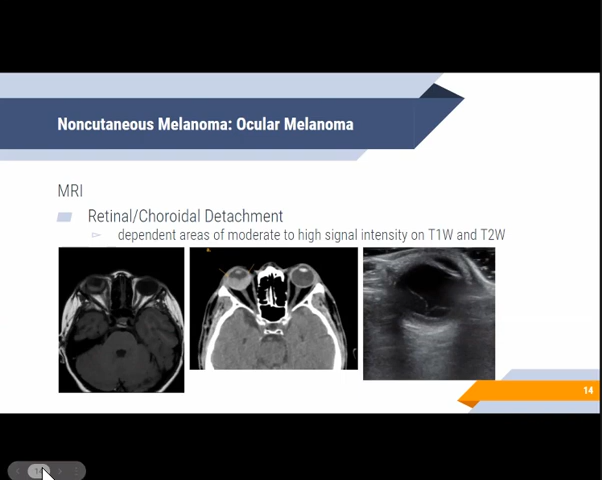 Noncutaneous Melanoma: Ocular Melanoma
MRI
Retinal/Choroidal Detachment
dependent areas of moderate to high signal intensity on T1W and T2W
14
14